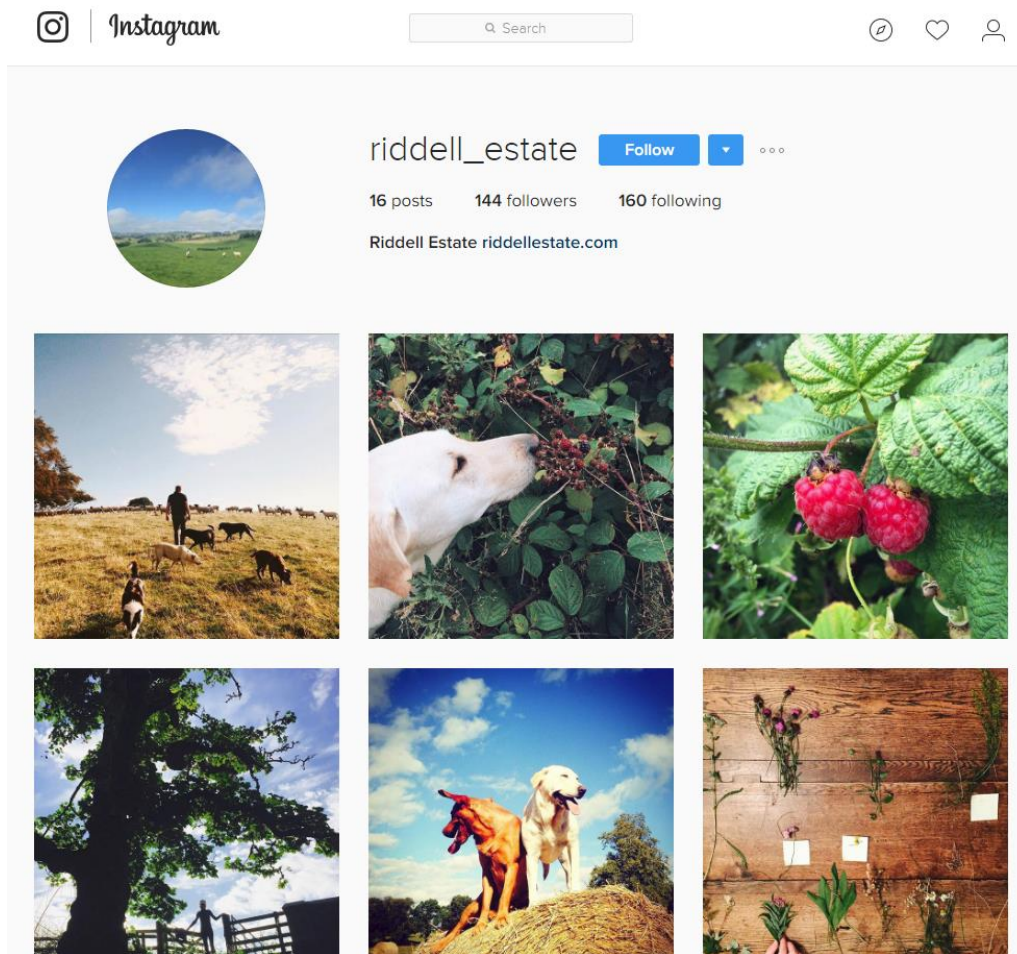 Instagram
Search
riddell_estate Follow
16 posts 144 followers 160 following
Riddell Estate riddellestate.com